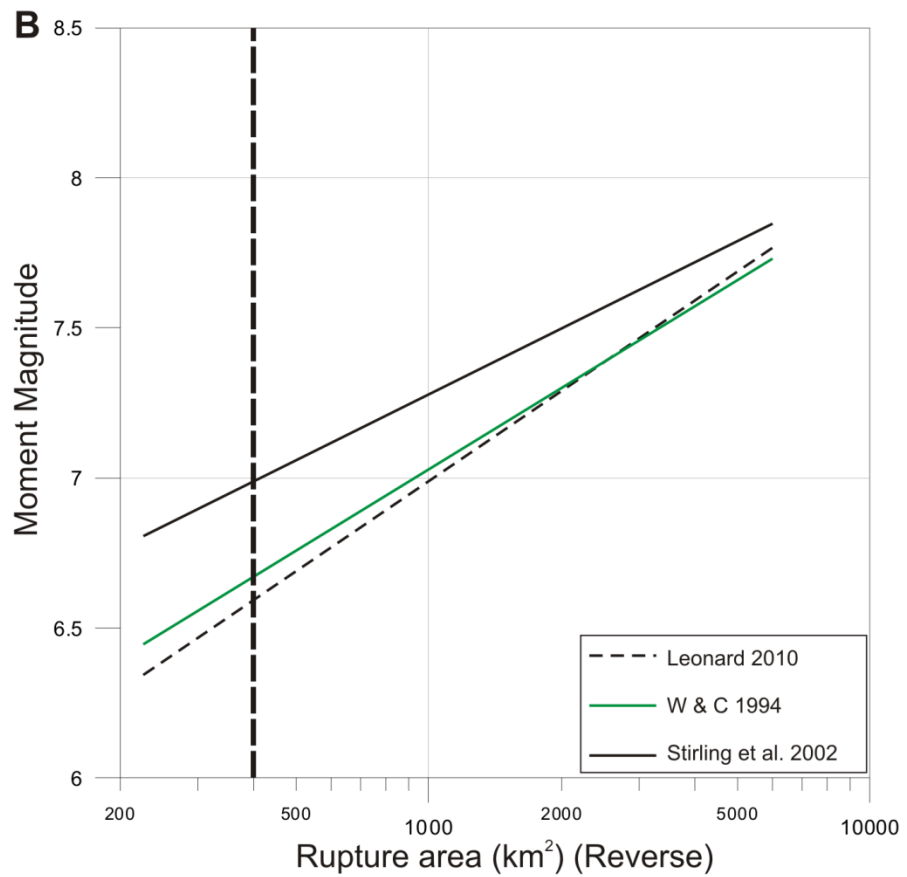 B
8.5
8
7.5
7
6.5
6
Moment Magnitude
200
500
1000
2000
5000
10000
Rupture area (km²) (Reverse)
Leonard 2010
W & C 1994
Stirling et al. 2002